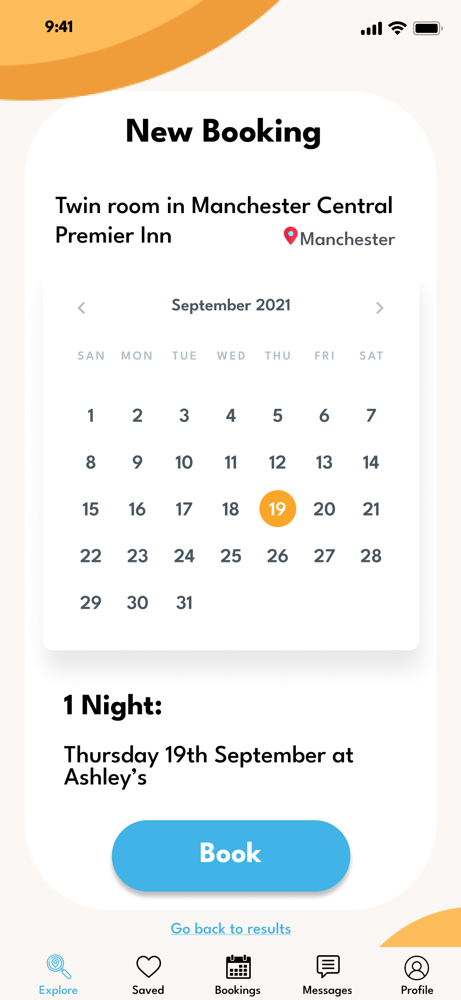 9:41
New Booking
Twin room in Manchester Central
Premier Inn
Manchester
September 2021
SAN MON TUE WED THU FRI SAT
1 2 3 4 5 6 7
8 9 10 11 12 13 14
15 16 17 18 19 20 21
22 23 24 25 26 27 28
29 30 31
1 Night:
Thursday 19th September at
Ashley’s
Book
Go back to results
Explore Saved Bookings Messages Profile